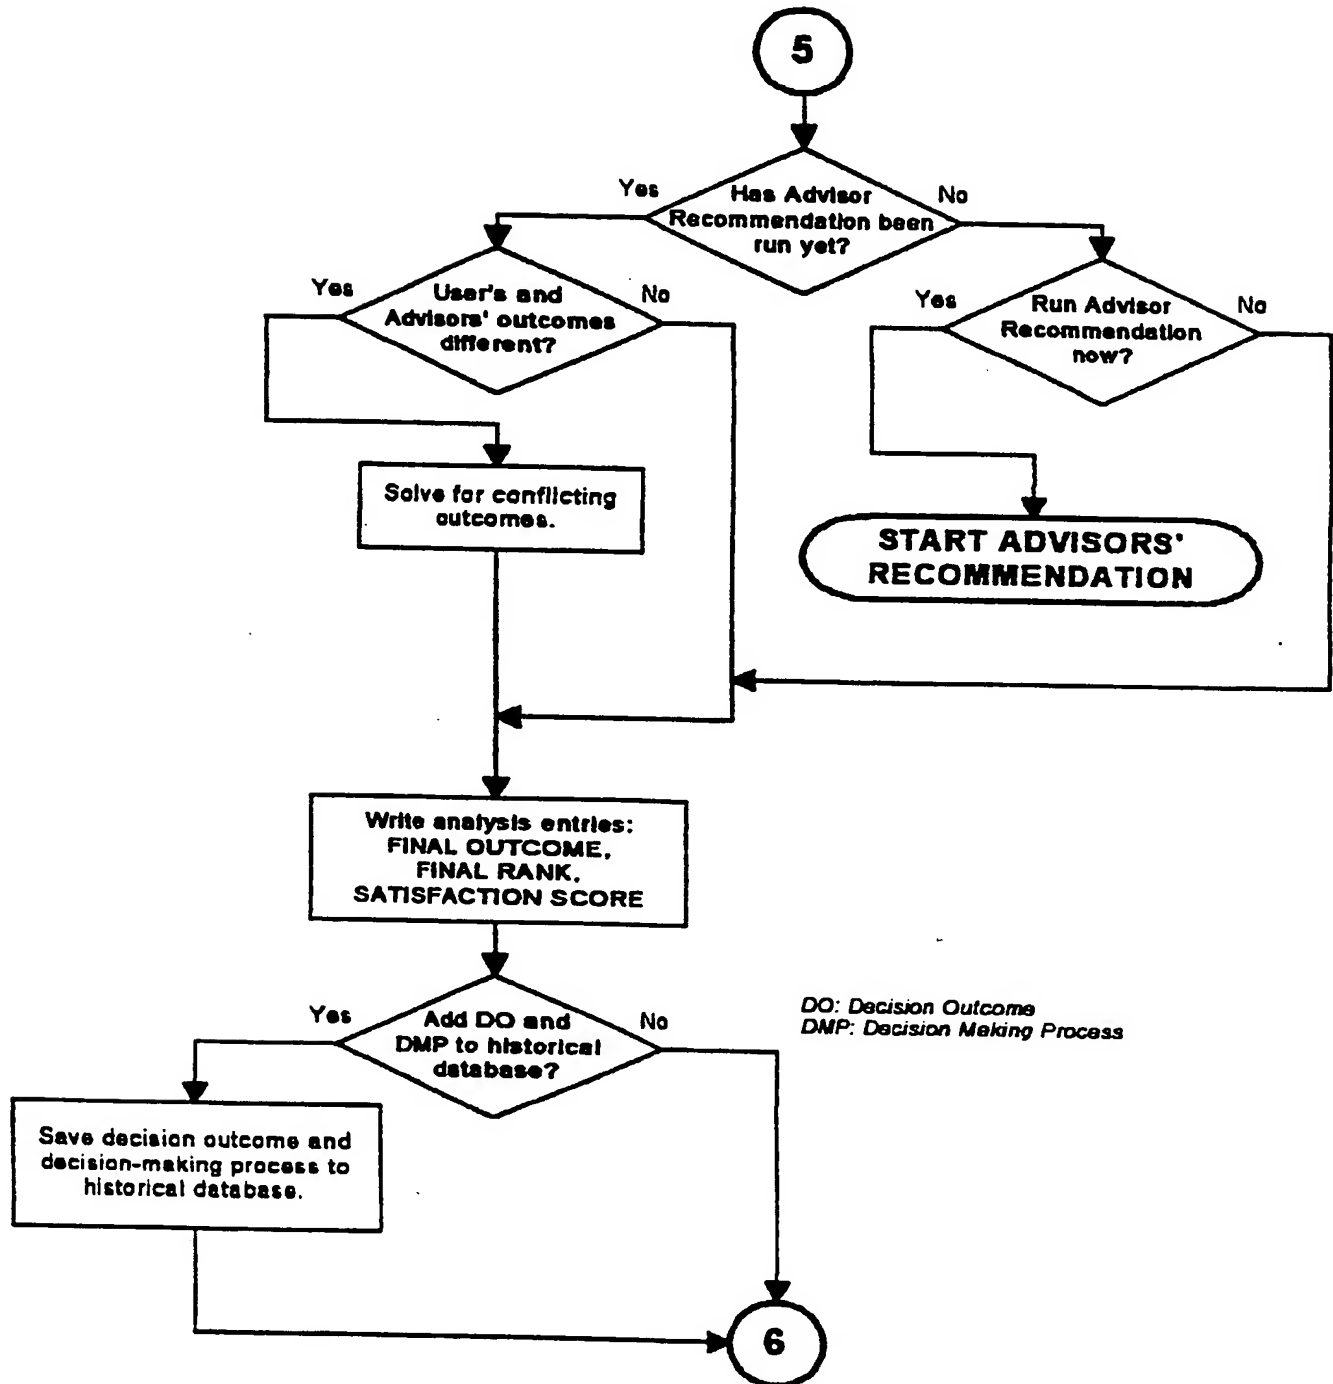 5
Has Advisor
Recommendation been
run yet?
Yes
No
User's and
Advisors' outcomes
different?
Yes
No
Run Advisor
Recommendation
now?
Yes
No
Solve for conflicting
outcomes.
START ADVISORS'
RECOMMENDATION
Write analysis entries:
FINAL OUTCOME,
FINAL RANK,
SATISFACTION SCORE
Add DO and
DMP to historical
database?
Yes
No
DO: Decision Outcome
DMP: Decision Making Process
Save decision outcome and
decision-making process to
historical database.
6